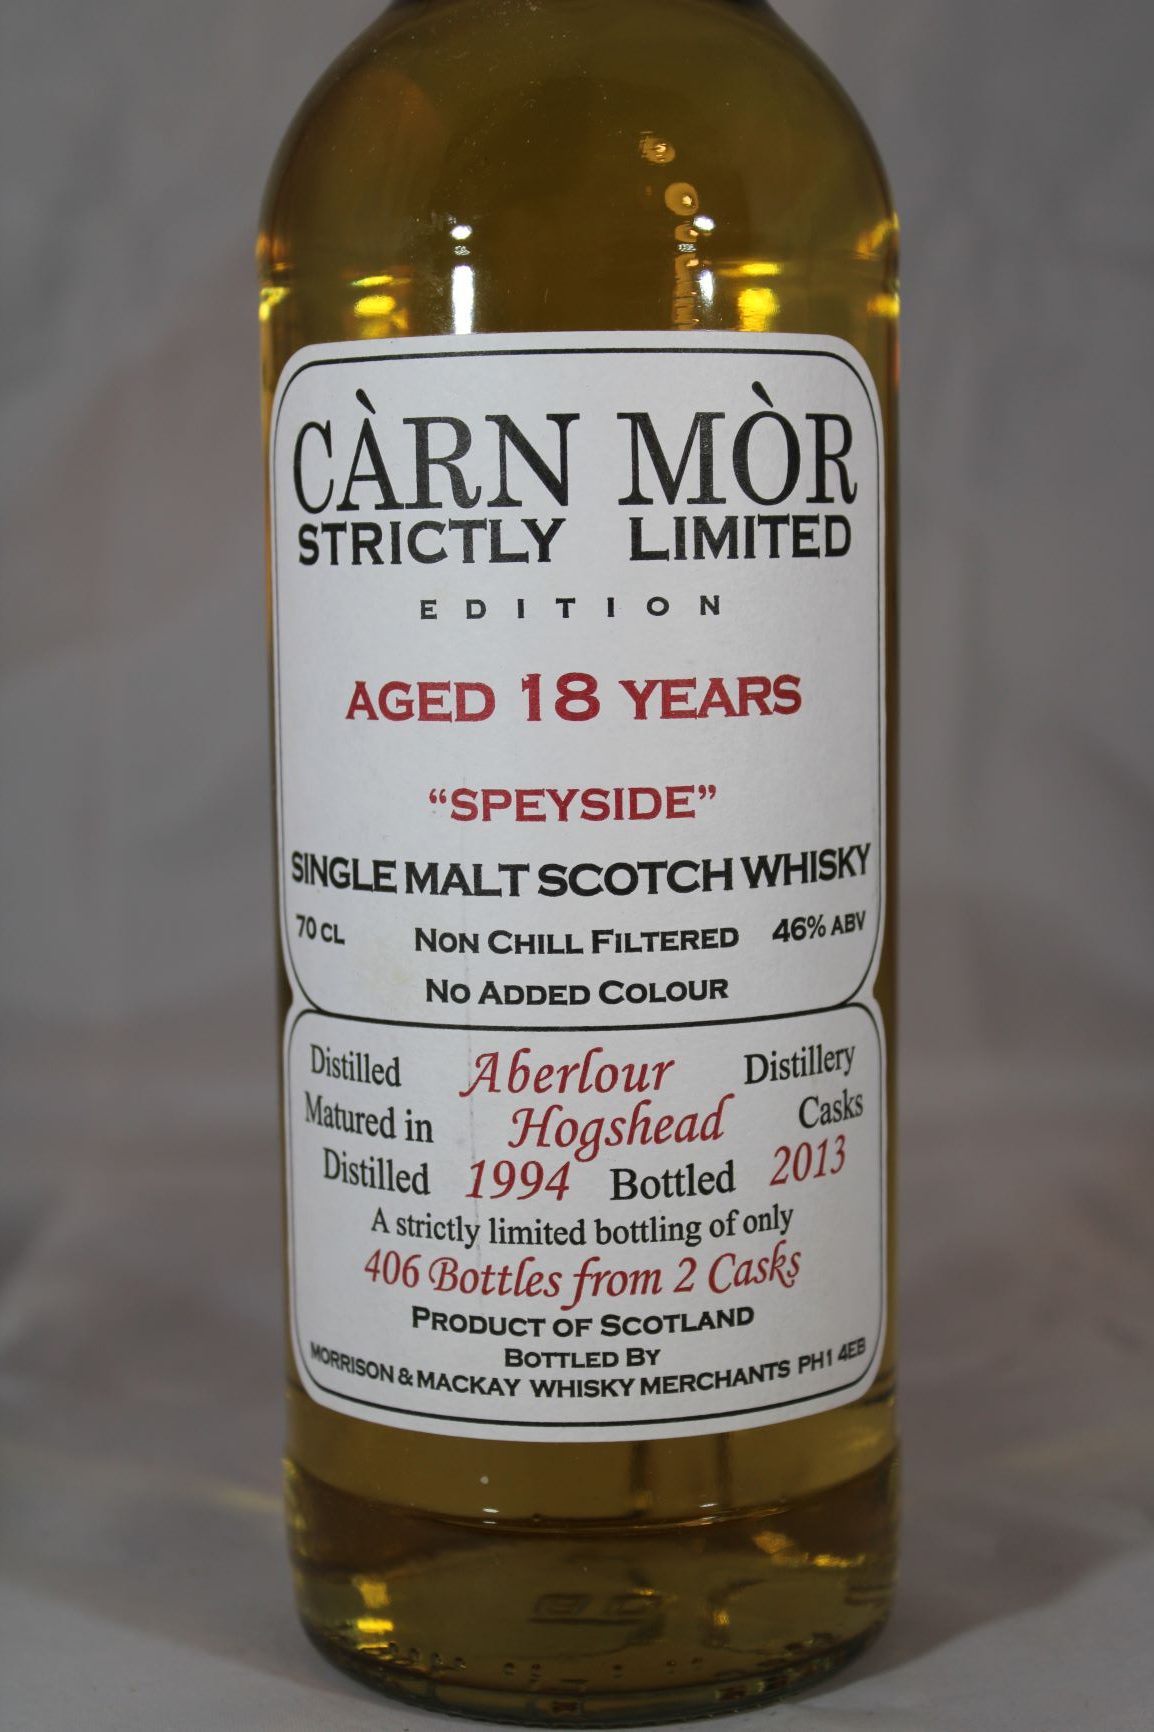 CÀRN MÒR
STRICTLY LIMITED
EDITION
AGED 18 YEARS
“SPEYSIDE”
SINGLE MALT SCOTCH WHISKY
70 CL NON CHILL FILTERED 46% ABV
NO ADDED COLOUR
Distilled Aberlour Distillery
Matured in Hogshead Casks
Distilled 1994 Bottled 2013
A strictly limited bottling of only
406 Bottles from 2 Casks
PRODUCT OF SCOTLAND
BOTTLED BY
MORRISON & MACKAY WHISKY MERCHANTS PH1 4EB